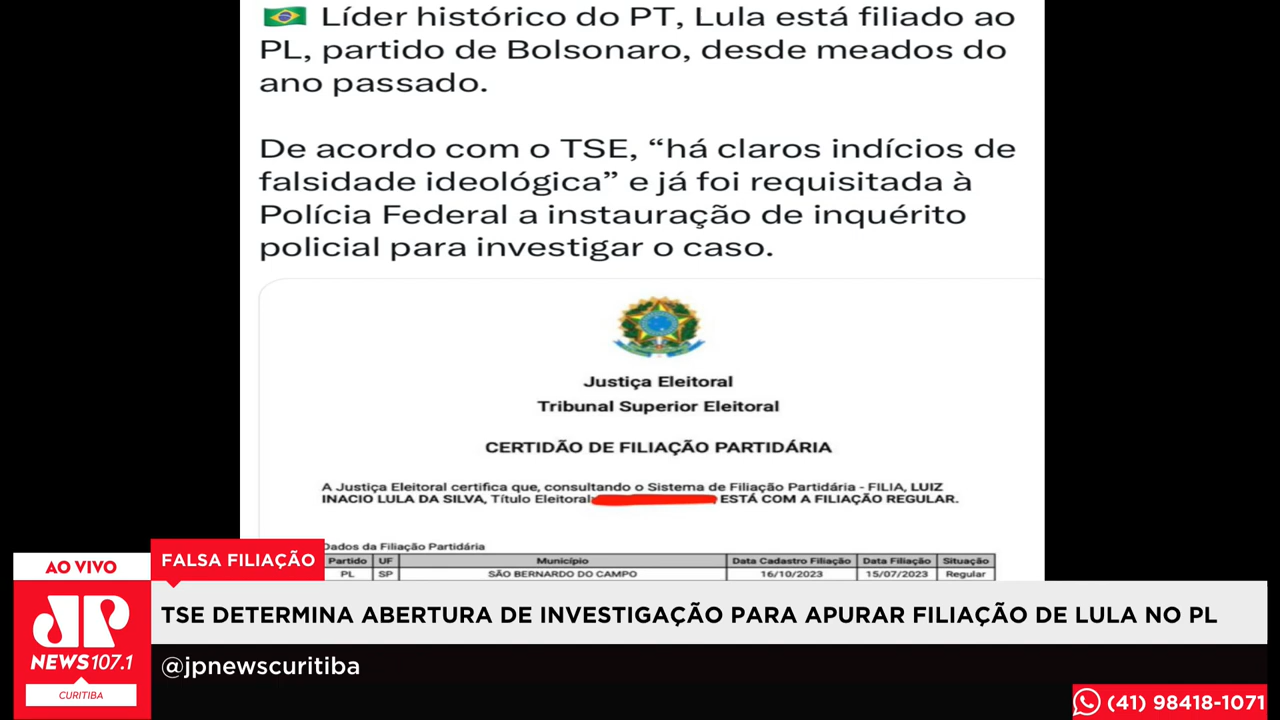 Líder histórico do PT, Lula está filiado ao
PL, partido de Bolsonaro, desde meados do
ano passado.
De acordo com o TSE, “há claros indícios de
falsidade ideológica” e já foi requisitada à
Polícia Federal a instauração de inquérito
policial para investigar o caso.
Justiça Eleitoral
Tribunal Superior Eleitoral
CERTIDÃO DE FILIAÇÃO PARTIDÁRIA
A Justiça Eleitoral certifica que, consultando o Sistema de Filiação Partidária - FILIA, LUIZ
INACIO LULA DA SILVA, Título Eleitoral: ESTÁ COM A FILIAÇÃO REGULAR.
Dados da Filiação Partidária
Partido UF Município Data Cadastro Filiação Data Filiação Situação
PL SP SÃO BERNARDO DO CAMPO 16/10/2023 15/07/2023 Regular
AO VIVO
FALSA FILIAÇÃO
TSE DETERMINA ABERTURA DE INVESTIGAÇÃO PARA APURAR FILIAÇÃO DE LULA NO PL
JP
NEWS 107.1
CURITIBA
@jpnewscuritiba
(41) 98418-1071